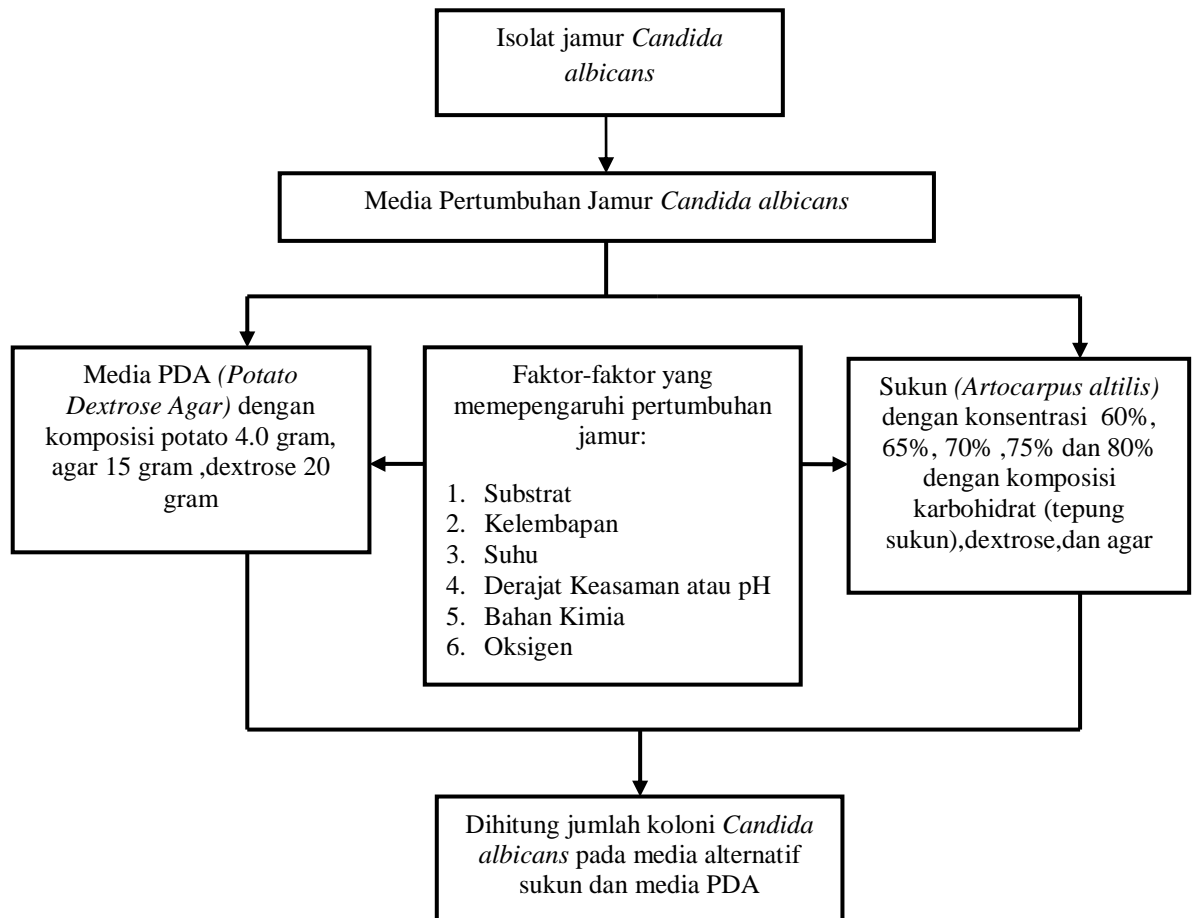 Isolat jamur Candida
albicans
Media Pertumbuhan Jamur Candida albicans
Media PDA (Potato
Dextrose Agar) dengan
komposisi potato 4.0 gram,
agar 15 gram ,dextrose 20
gram
Faktor-faktor yang
memepengaruhi pertumbuhan
jamur:
1. Substrat
2. Kelembapan
3. Suhu
4. Derajat Keasaman atau pH
5. Bahan Kimia
6. Oksigen
Sukun (Artocarpus altilis)
dengan konsentrasi 60%,
65%, 70% ,75% dan 80%
dengan komposisi
karbohidrat (tepung
sukun),dextrose,dan agar
Dihitung jumlah koloni Candida
albicans pada media alternatif
sukun dan media PDA